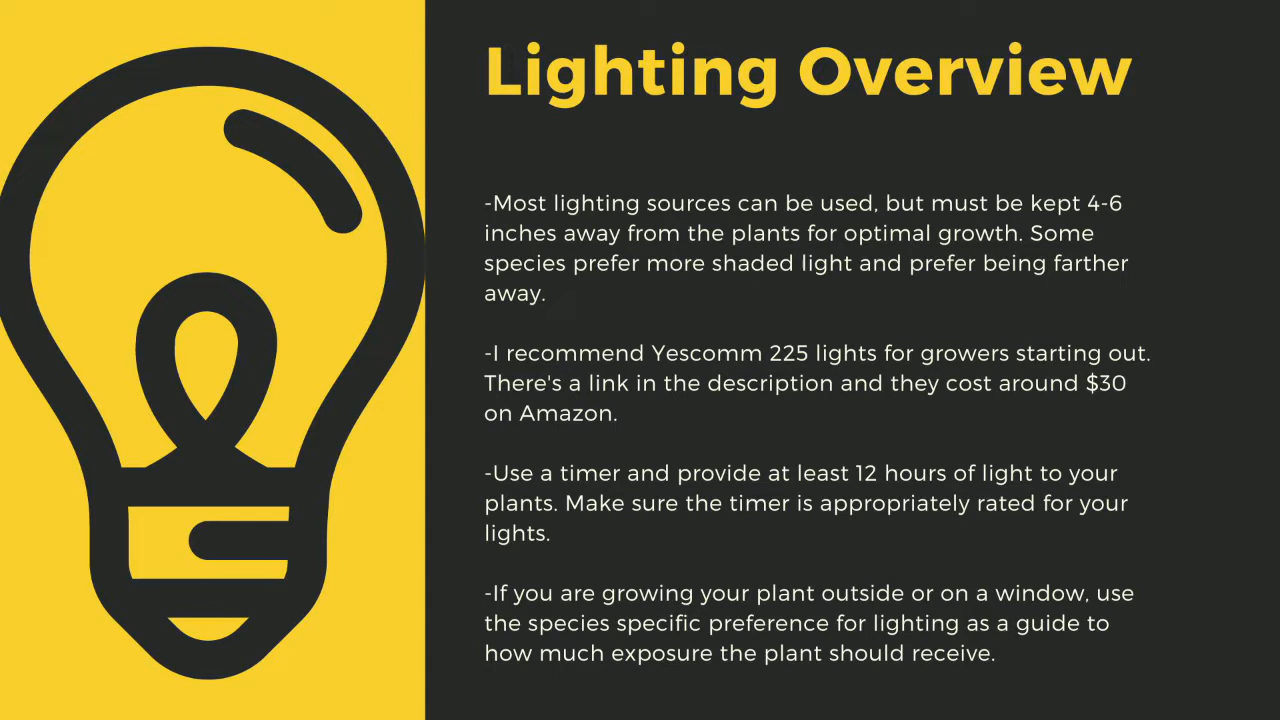 Lighting Overview
-Most lighting sources can be used, but must be kept 4-6
inches away from the plants for optimal growth. Some
species prefer more shaded light and prefer being farther
away.
-I recommend Yescomm 225 lights for growers starting out.
There's a link in the description and they cost around $30
on Amazon.
-Use a timer and provide at least 12 hours of light to your
plants. Make sure the timer is appropriately rated for your
lights.
-If you are growing your plant outside or on a window, use
the species specific preference for lighting as a guide to
how much exposure the plant should receive.